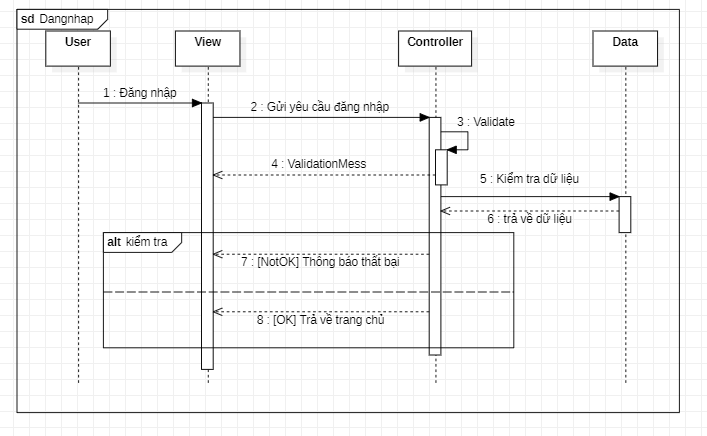 sd Dangnhap
User
View
Controller
Data
1 : Đăng nhập
2 : Gửi yêu cầu đăng nhập
3 : Validate
4 : ValidationMess
5 : Kiểm tra dữ liệu
6 : trả về dữ liệu
alt kiểm tra
7 : [NotOK] Thông báo thất bại
8 : [OK] Trả về trang chủ